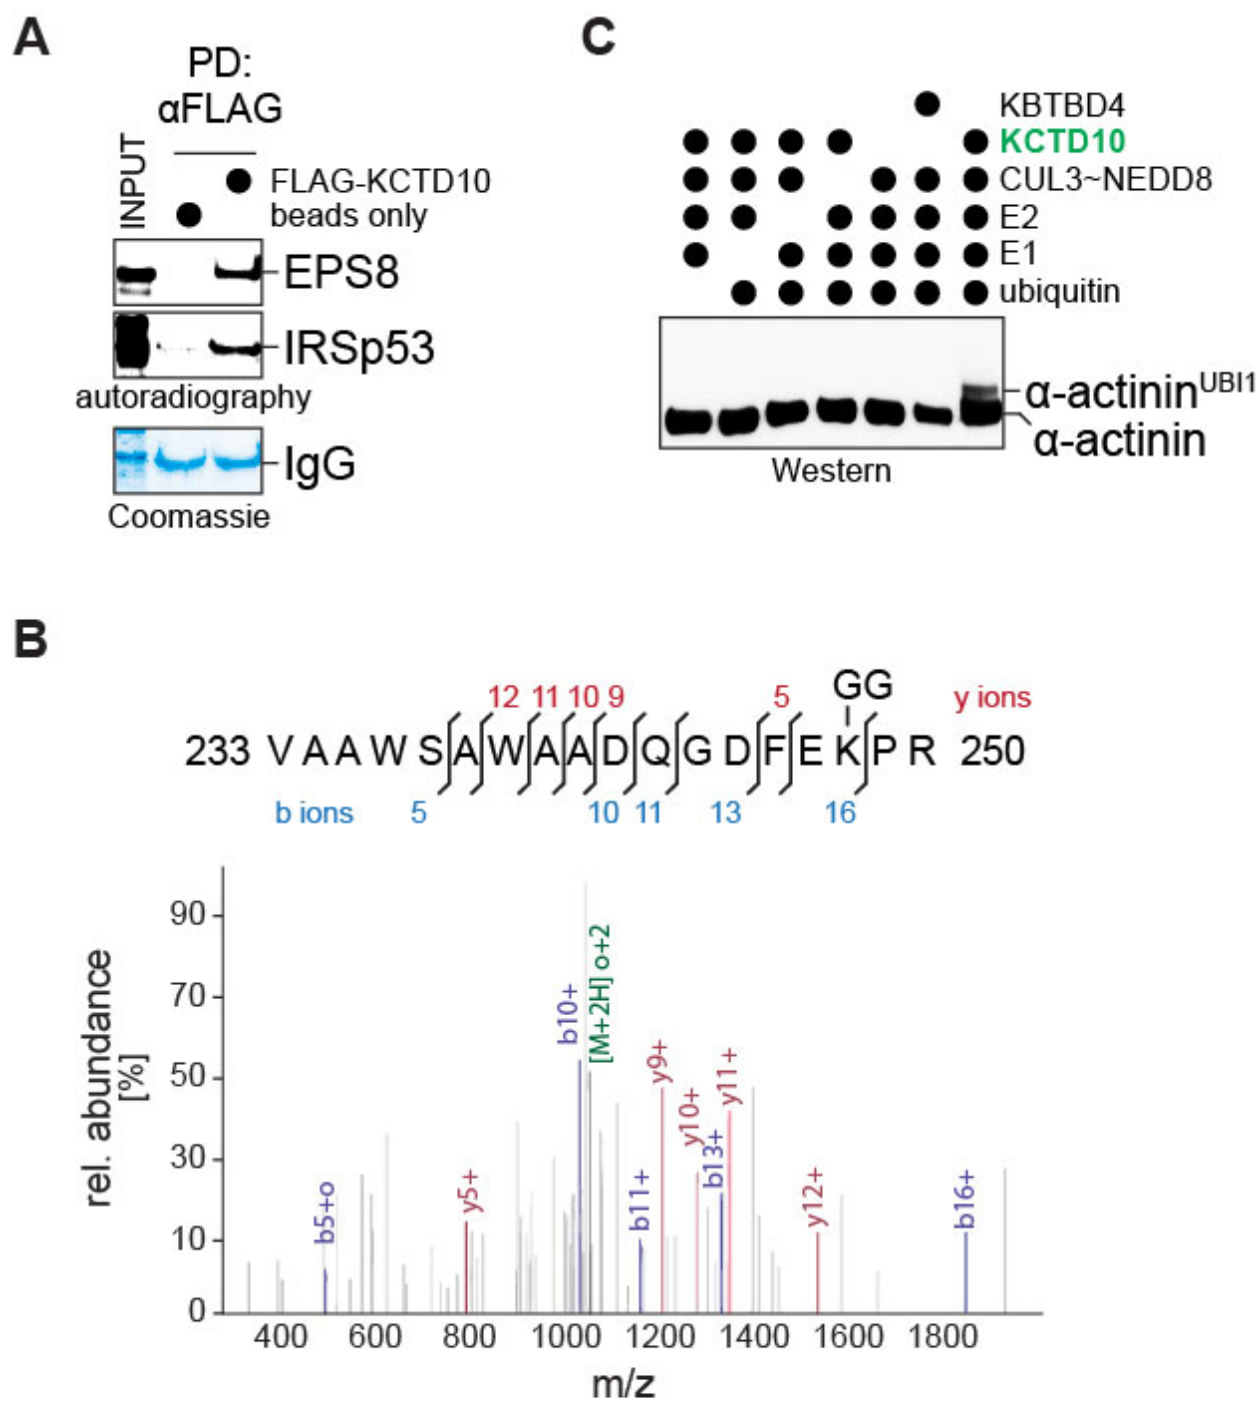 A
PD:
αFLAG
INPUT
FLAG-KCTD10
beads only
EPS8
IRSp53
autoradiography
IgG
Coomassie
C
KBTBD4
KCTD10
CUL3~NEDD8
E2
E1
ubiquitin
α-actininUBI1
α-actinin
Western
B
GG
12 11 10 9 5 y ions
233 V A A W S A W A A D Q G D F E K P R 250
b ions 5 10 11 13 16
rel. abundance
[%]
90
70
50
30
10
0
b5+o
y5+
b10+
[M+2H] o+2
b11+
y9+
y10+
b13+
y11+
y12+
b16+
400 600 800 1000 1200 1400 1600 1800
m/z